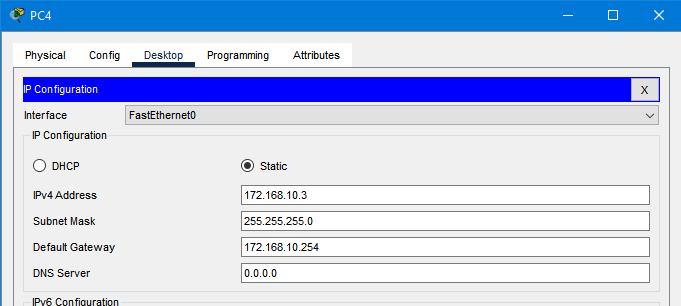 PC4
Physical Config Desktop Programming Attributes
IP Configuration X
Interface FastEthernet0
IP Configuration
DHCP Static
IPv4 Address 172.168.10.3
Subnet Mask 255.255.255.0
Default Gateway 172.168.10.254
DNS Server 0.0.0.0
IPv6 Configuration